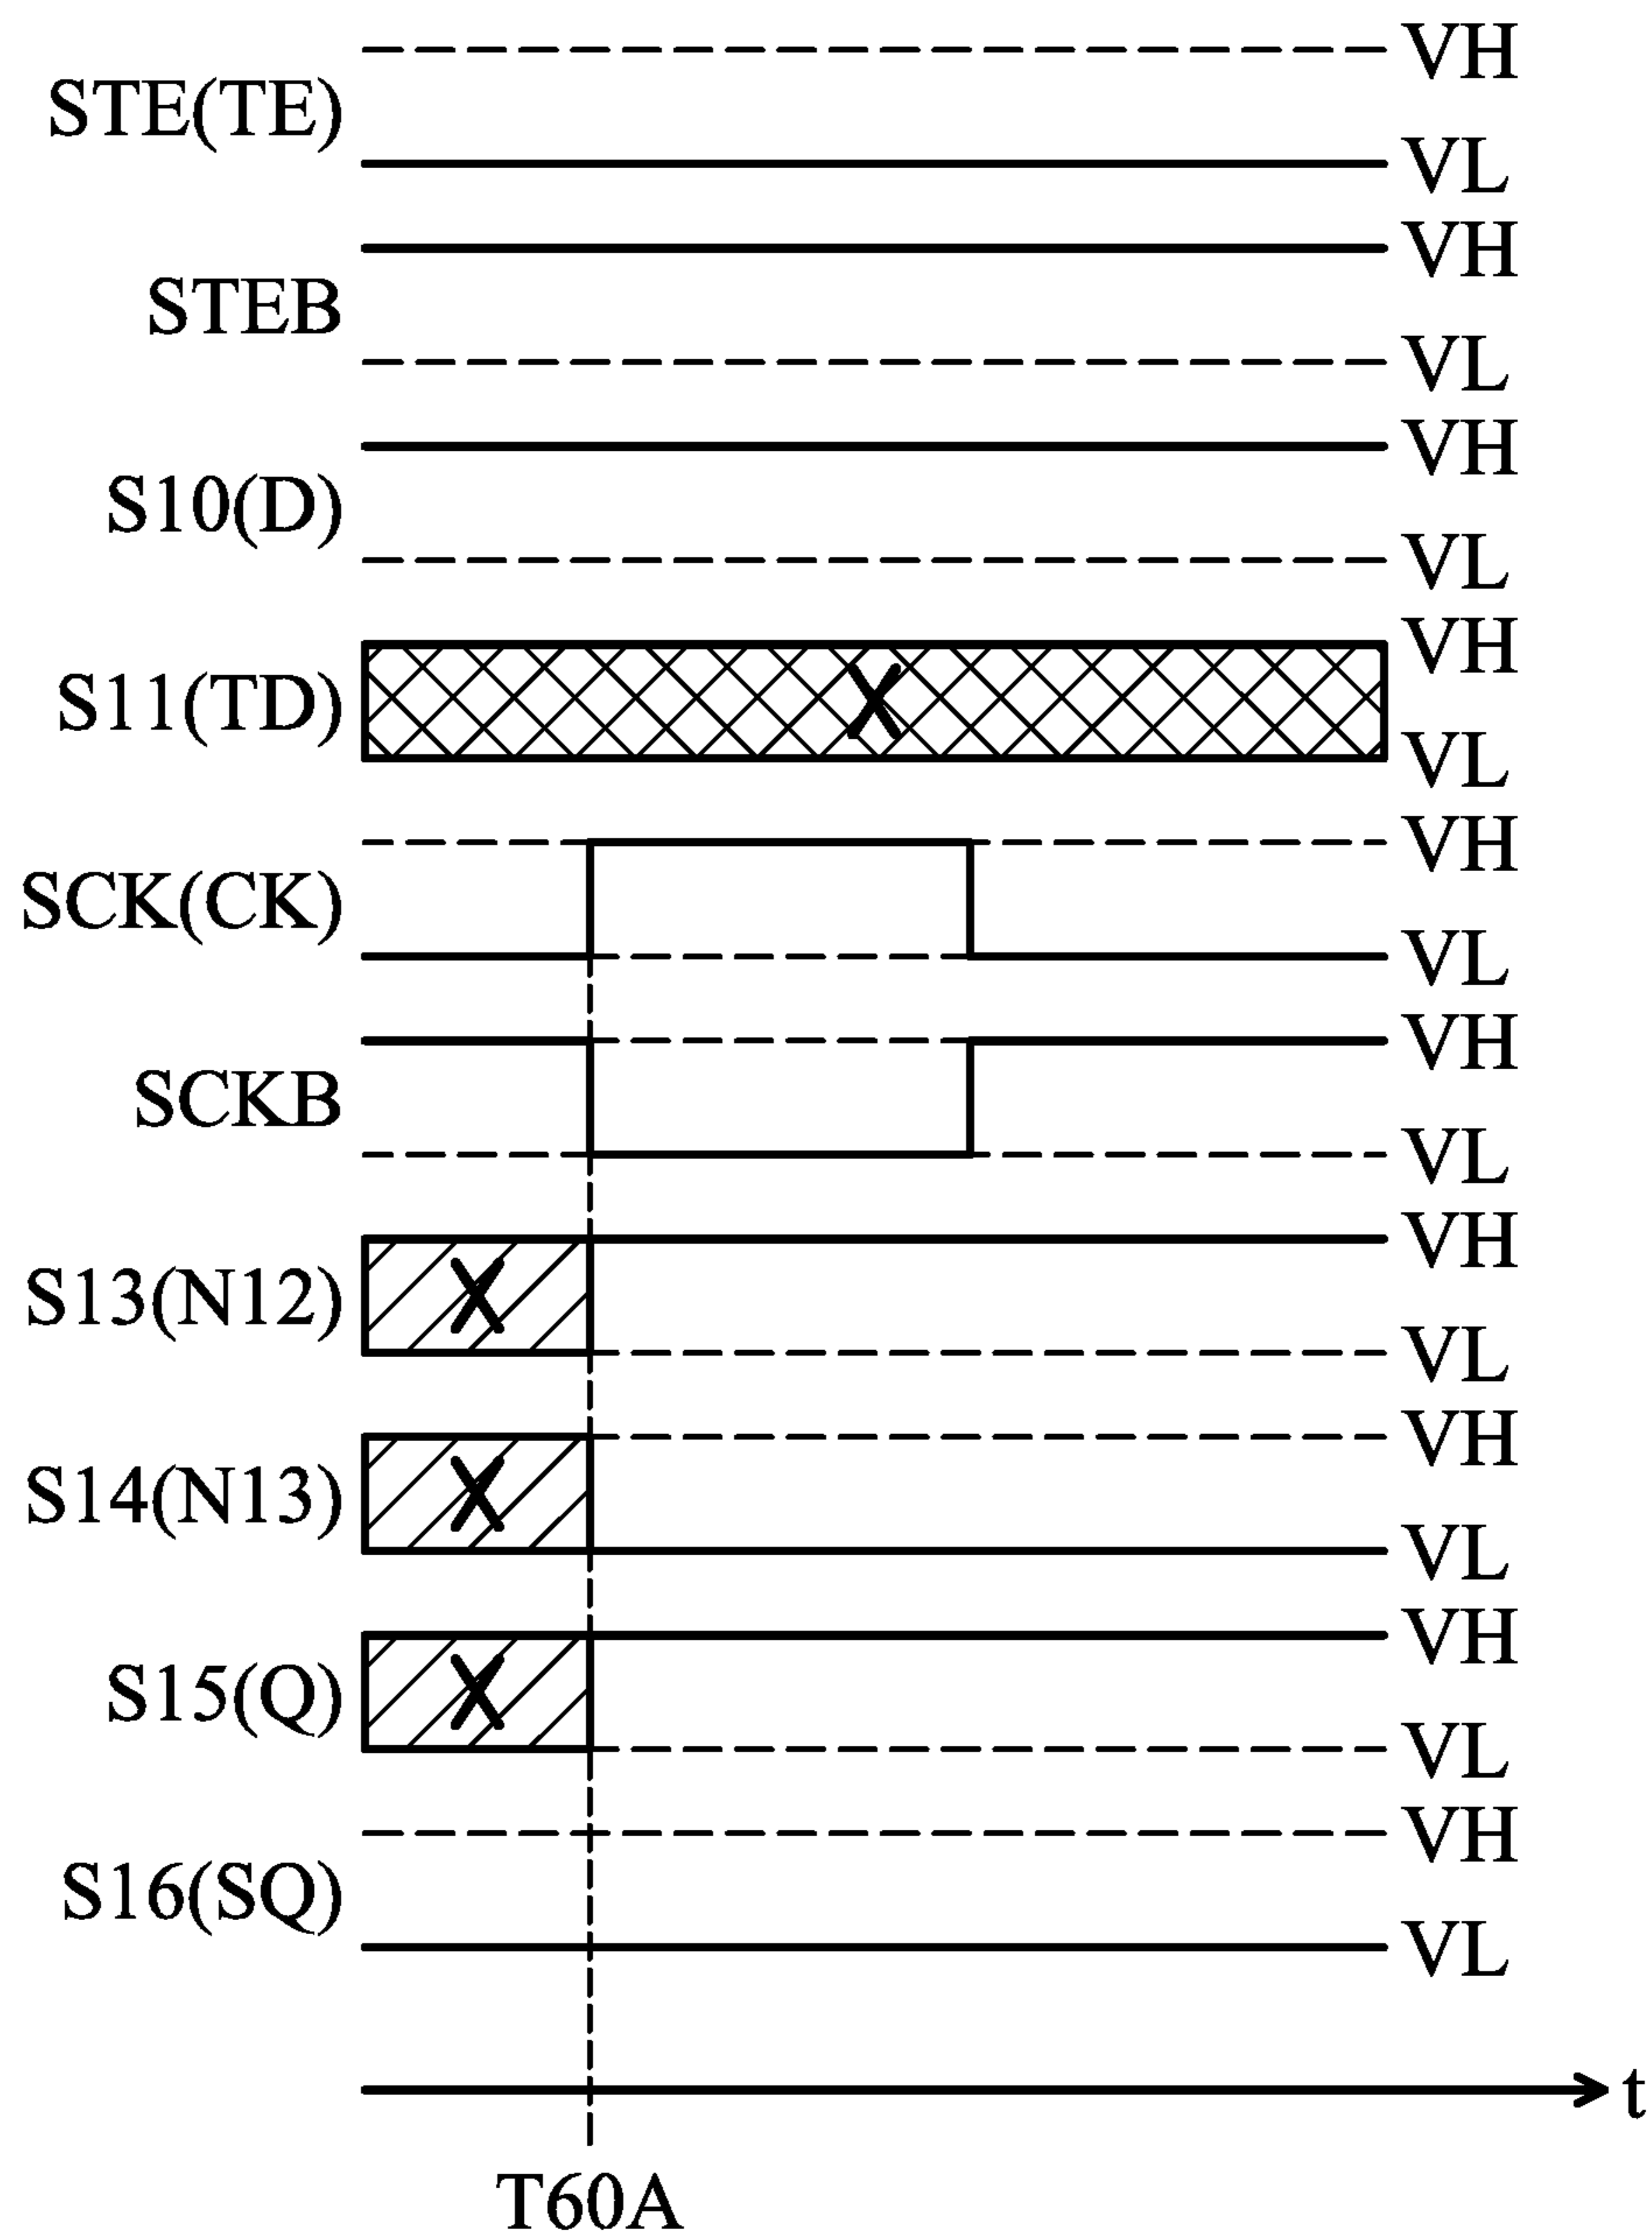 VH
STE(TE)
VL
VH
STEB
VL
VH
S10(D)
VL
VH
S11(TD)
X
VL
VH
SCK(CK)
VL
VH
SCKB
VL
VH
S13(N12)
X
VL
VH
S14(N13)
X
VL
VH
S15(Q)
X
VL
VH
S16(SQ)
VL
t
T60A